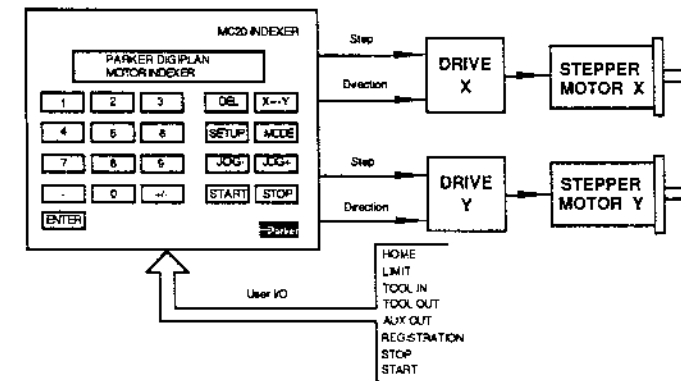 MC20 INDEXER
PARKER DIGIPLAN
MOTOR INDEXER
1 2 3 DEL X↔Y
4 5 6 SETUP MODE
7 8 9 JOG- JOG+
- 0 +/- START STOP
ENTER
Parker
Step
Direction
DRIVE
X
STEPPER
MOTOR X
Step
Direction
DRIVE
Y
STEPPER
MOTOR Y
User I/O
HOME
LIMIT
TOOL IN
TOOL OUT
AUX OUT
REGISTRATION
STOP
START